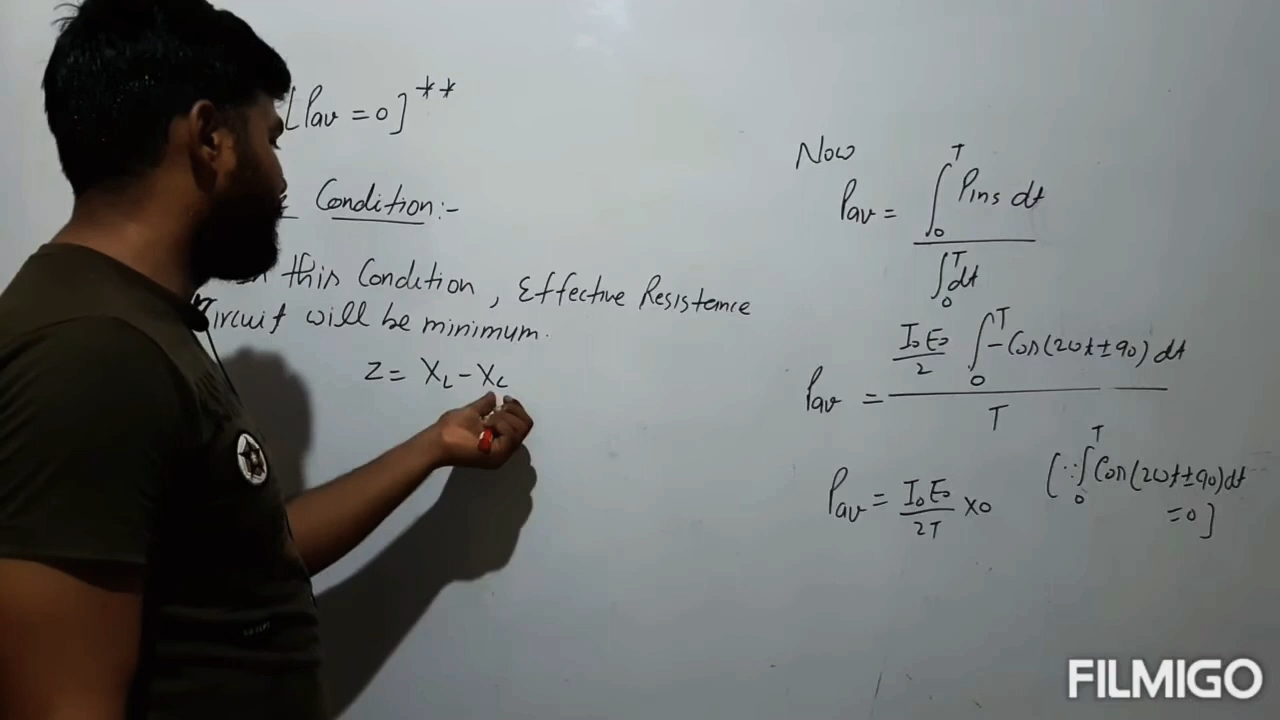 [Pav = 0]**
Condition:-
this Condition, Effective Resistance
Circuit will be minimum.
Z = XL - XC
Now
Pav = ∫₀ᵀ Pins dt
∫₀ᵀ dt
Pav = I₀E₀/2 ∫₀ᵀ -Cos(2ωt±90) dt
T
Pav = I₀E₀/2T × 0
(∵ ∫₀ᵀ Cos(2ωt±90) dt
= 0]
FILMIGO